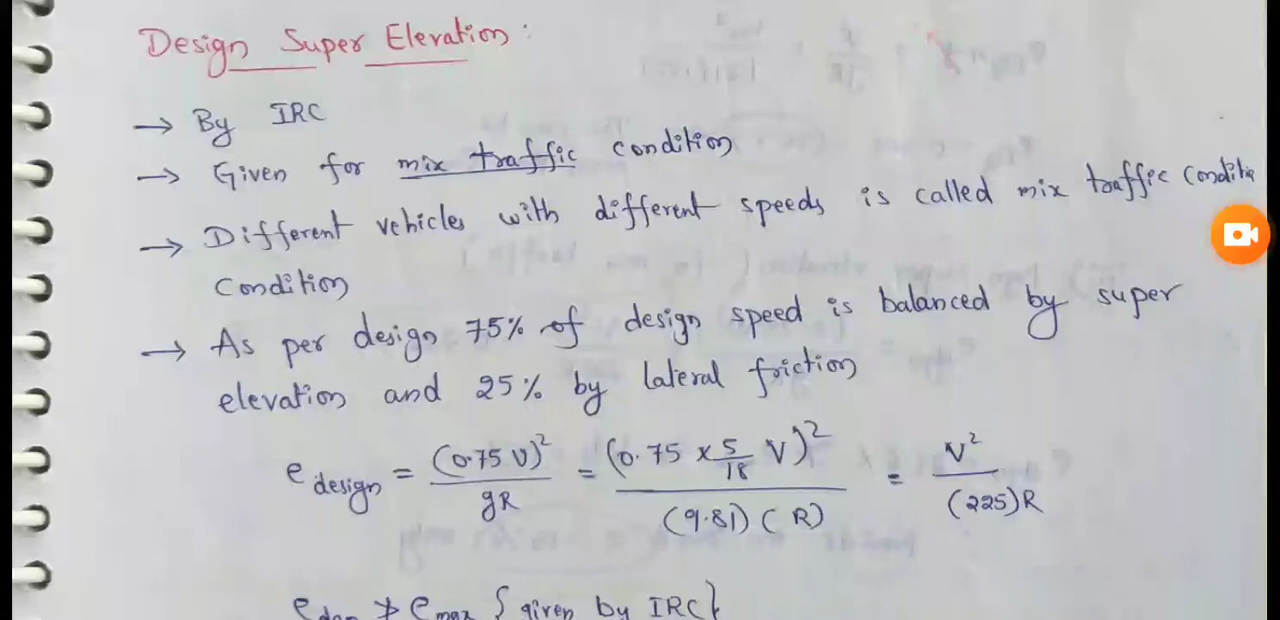 Design Super Elevation :
→ By IRC
→ Given for mix traffic condition
→ Different vehicles with different speeds is called mix traffic conditio
condition
→ As per design 75% of design speed is balanced by super
elevation and 25% by lateral friction
e design = (0.75 V)² / gR = (0.75 × 5/18 V)² / (9.81) (R) = V² / (225)R
e dgn ≯ e max { given by IRC}